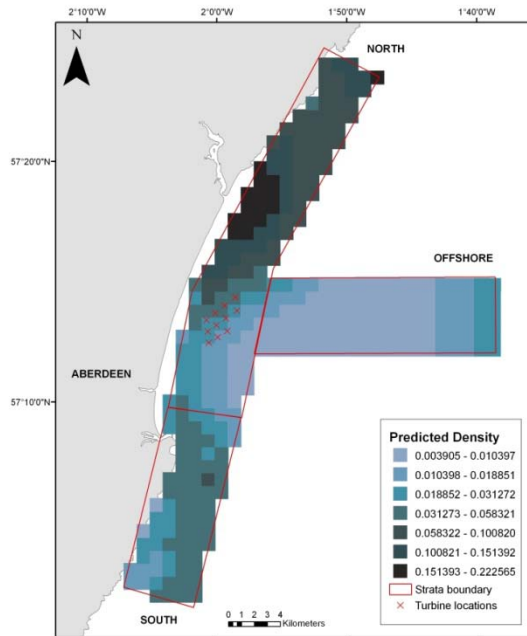 2°10'0"W 2°0'0"W 1°50'0"W 1°40'0"W
N
NORTH
57°20'0"N
OFFSHORE
ABERDEEN
57°10'0"N
SOUTH
Predicted Density
0.003905 - 0.010397
0.010398 - 0.018851
0.018852 - 0.031272
0.031273 - 0.058321
0.058322 - 0.100820
0.100821 - 0.151392
0.151393 - 0.222565
Strata boundary
Turbine locations
0 0.5 1 2 3 4
Kilometers